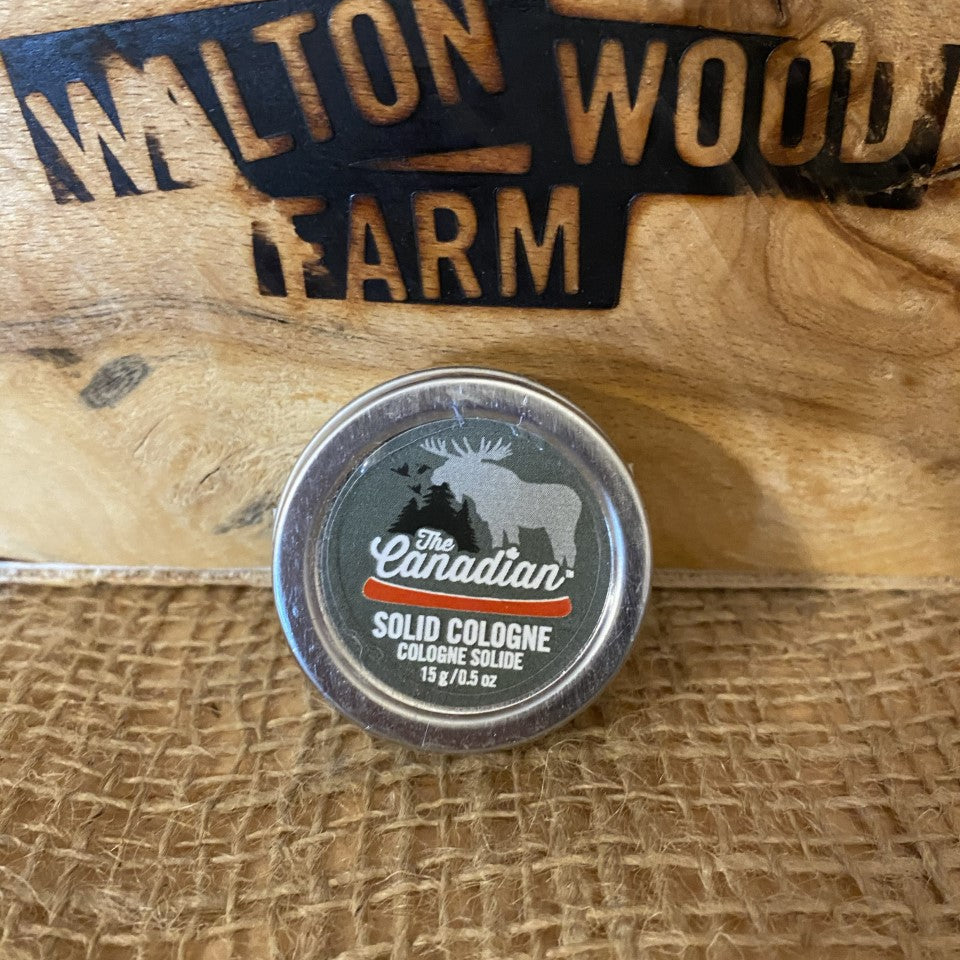 WALTON WOOD
FARM
The
Canadian
SOLID COLOGNE
COLOGNE SOLIDE
15 g/0.5 oz